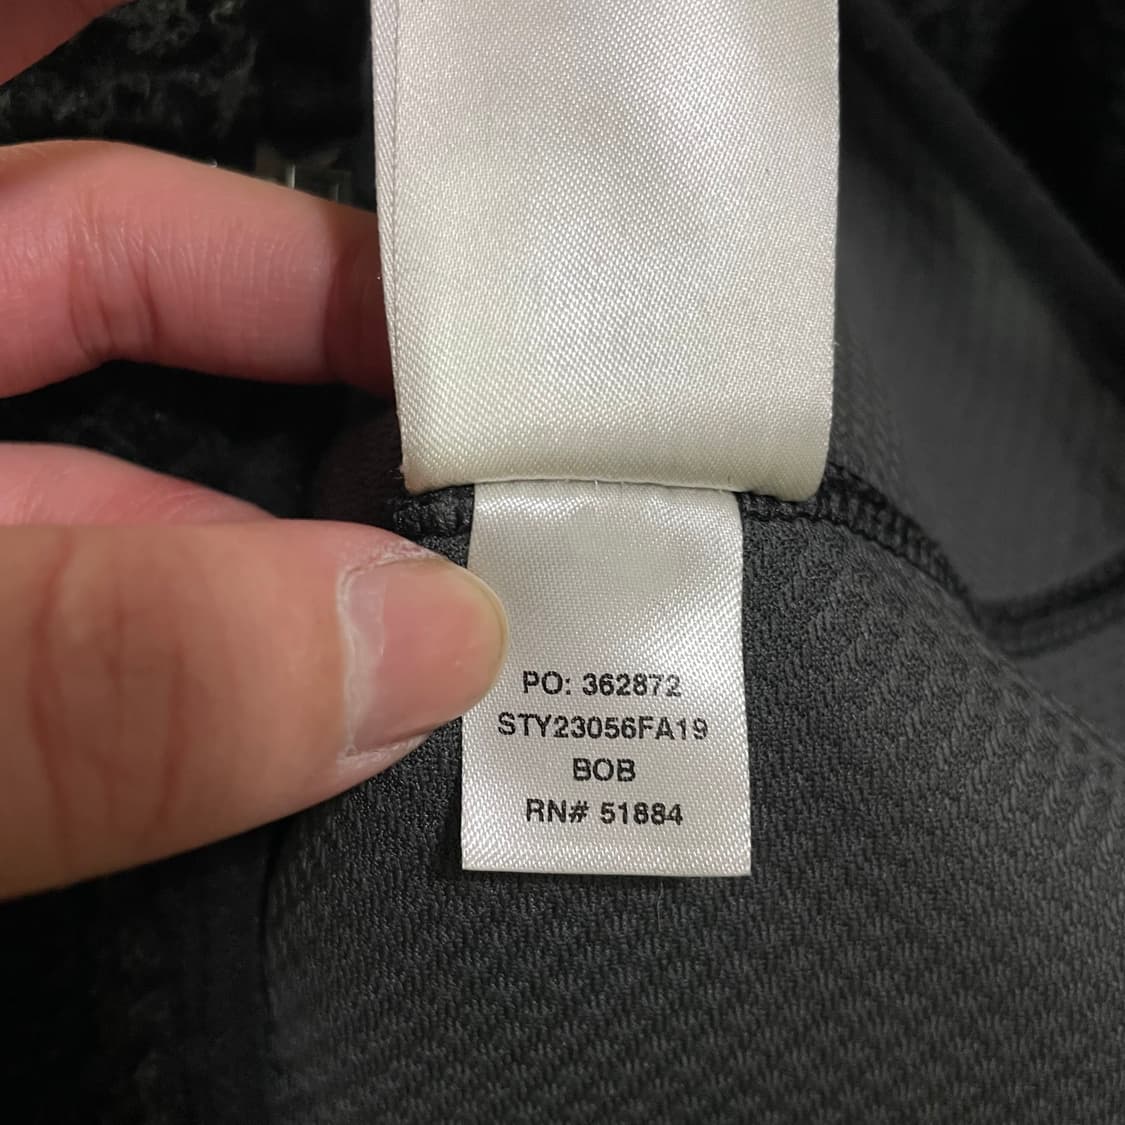 PO: 362872
STY23056FA19
BOB
RN# 51884